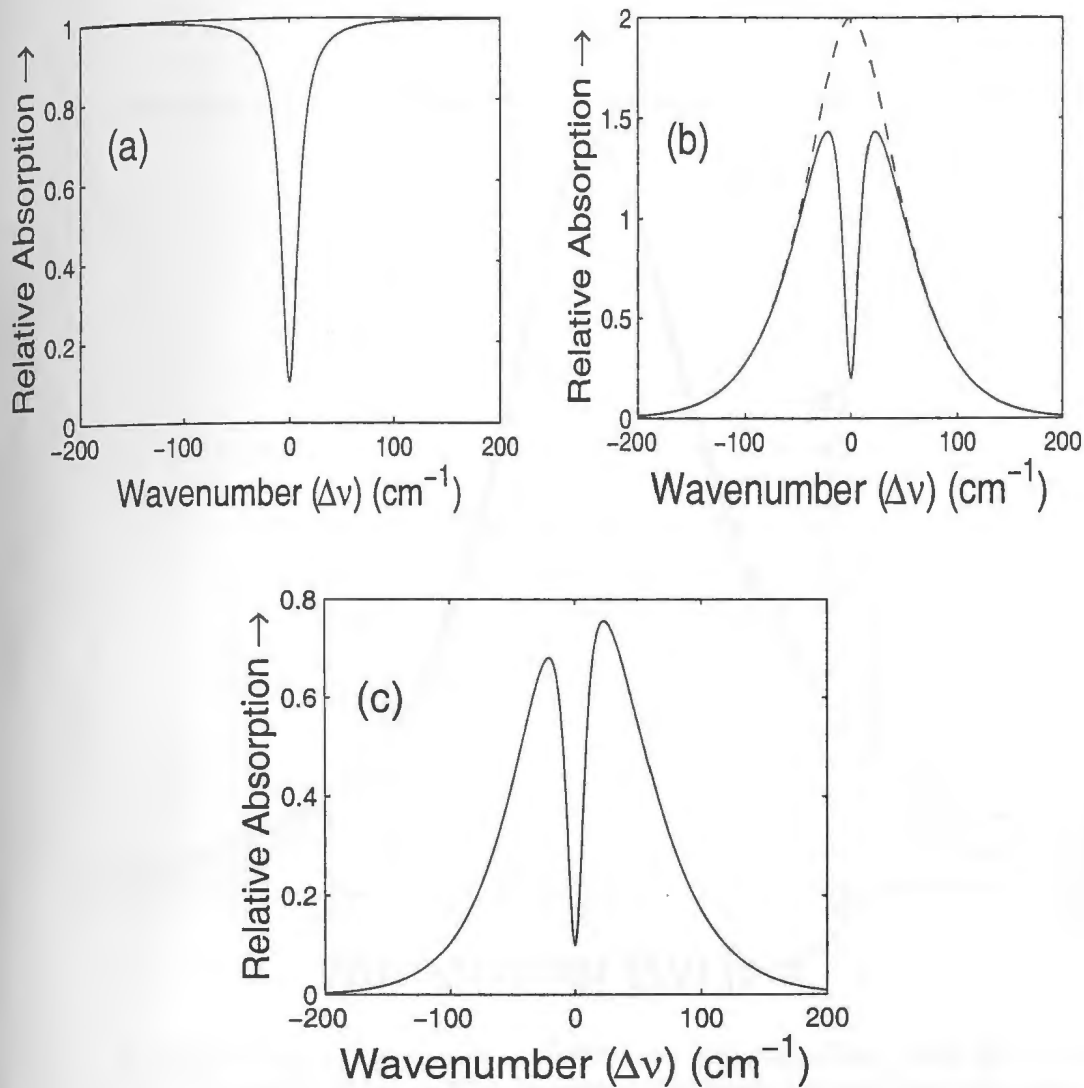 Relative Absorption →
1
0.8
0.6
0.4
0.2
0
(a)
-200 -100 0 100 200
Wavenumber (Δν) (cm⁻¹)
Relative Absorption →
2
1.5
1
0.5
0
(b)
-200 -100 0 100 200
Wavenumber (Δν) (cm⁻¹)
Relative Absorption →
0.8
0.6
0.4
0.2
0
(c)
-200 -100 0 100 200
Wavenumber (Δν) (cm⁻¹)